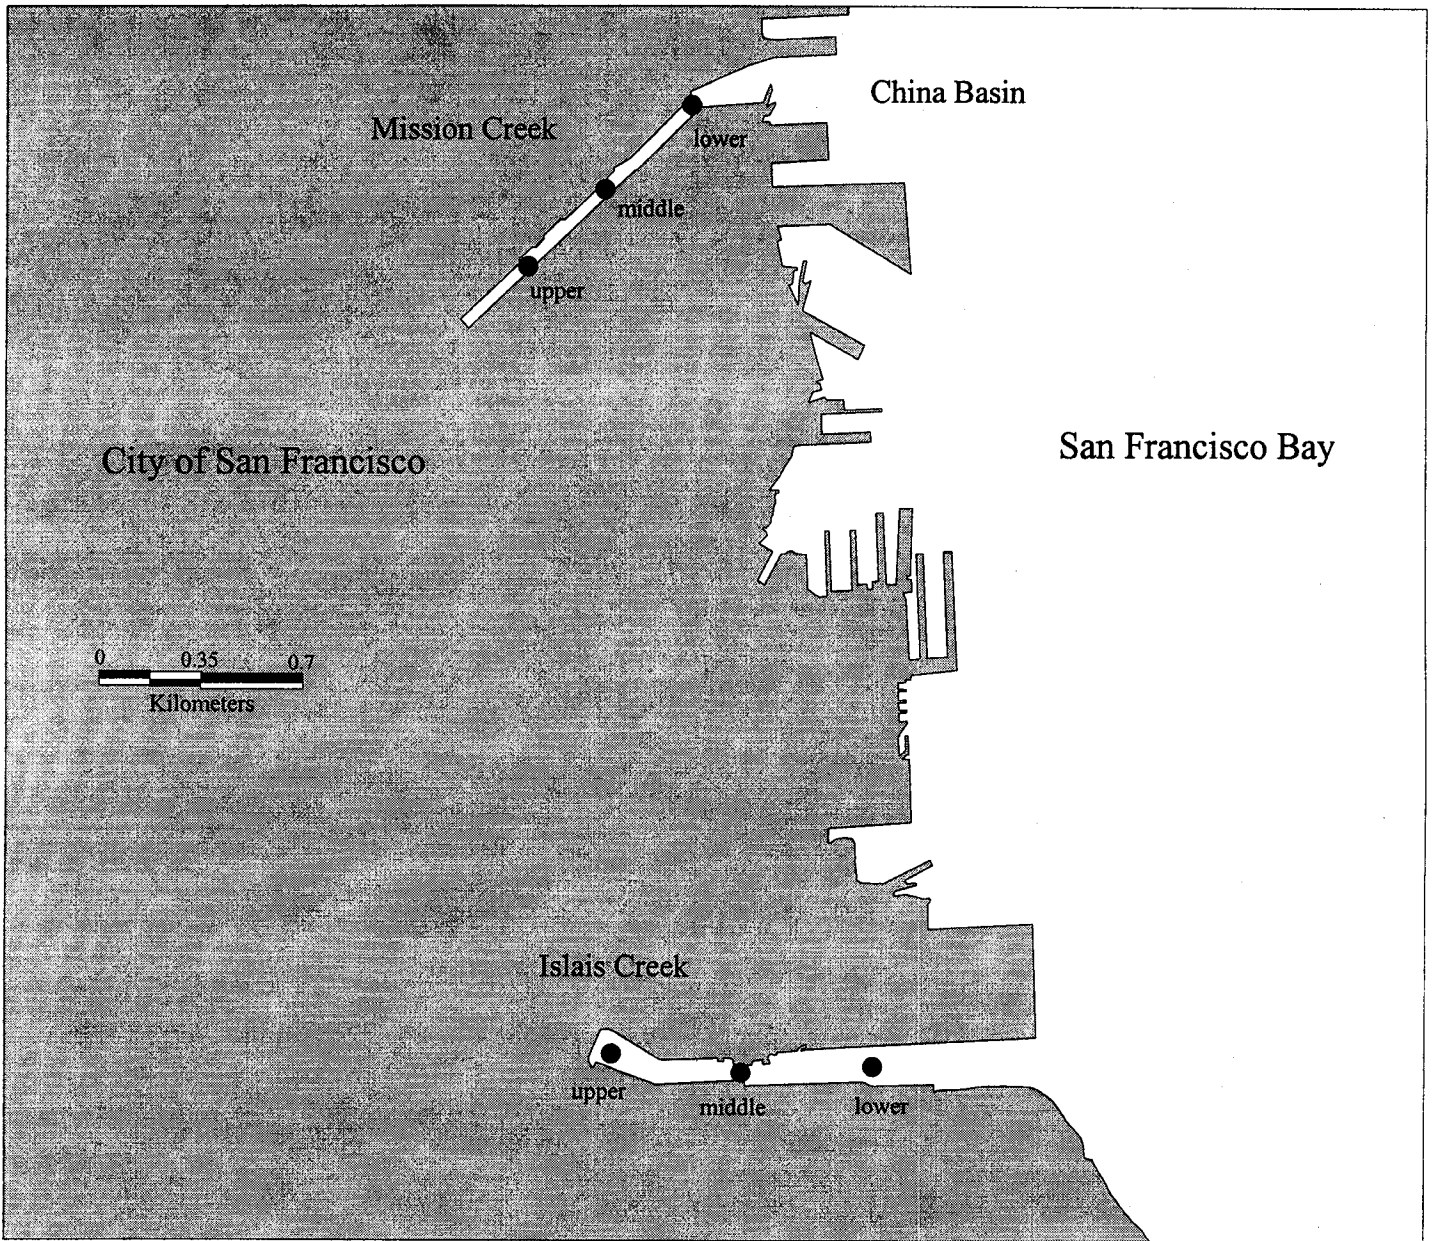 China Basin
Mission Creek
lower
middle
upper
City of San Francisco
San Francisco Bay
0 0.35 0.7
Kilometers
Islais Creek
upper
middle
lower